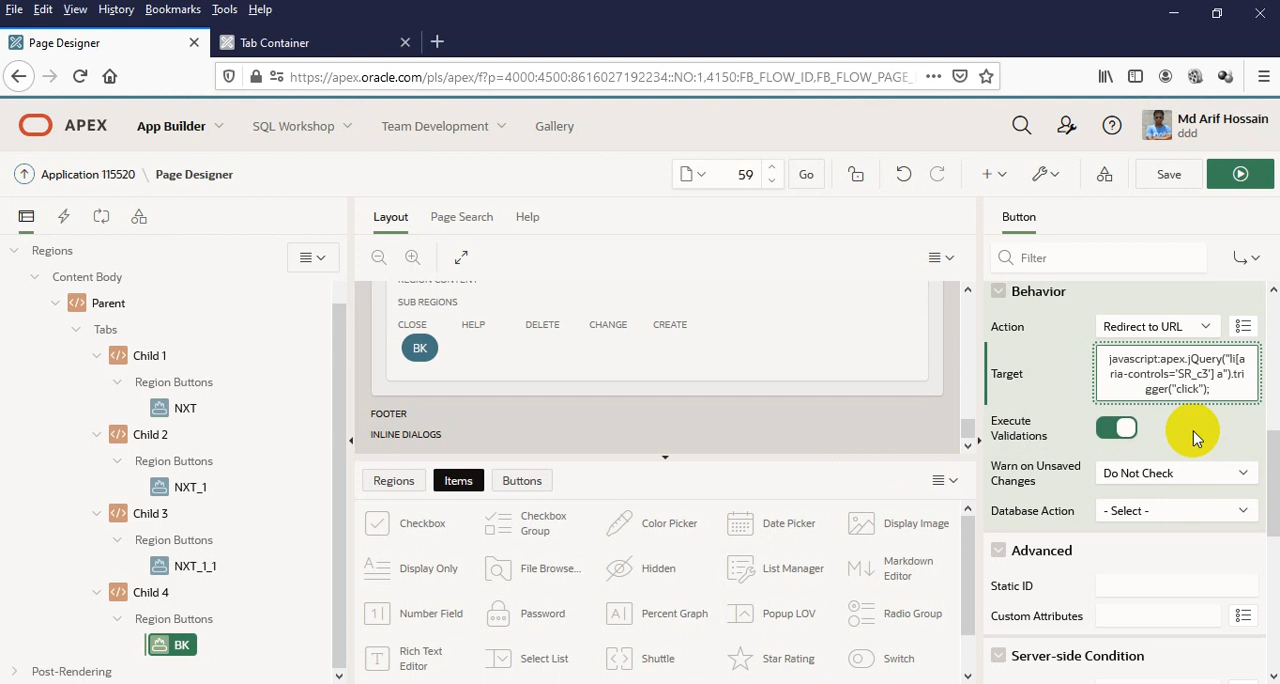 File Edit View History Bookmarks Tools Help
Page Designer
Tab Container
https://apex.oracle.com/pls/apex/f?p=4000:4500:8616027192234::NO:1,4150:FB_FLOW_ID,FB_FLOW_PAGE_
APEX App Builder SQL Workshop Team Development Gallery Md Arif Hossain
ddd
Application 115520 \ Page Designer 59 Go Save
Layout Page Search Help
Button
Filter
Regions
Content Body
Parent
Tabs
Child 1
Region Buttons
NXT
Child 2
Region Buttons
NXT_1
Child 3
Region Buttons
NXT_1_1
Child 4
Region Buttons
BK
Post-Rendering
SUB REGIONS
CLOSE HELP DELETE CHANGE CREATE
BK
FOOTER
INLINE DIALOGS
Regions Items Buttons
Checkbox
Checkbox
Group
Color Picker
Date Picker
Display Image
Display Only
File Browse...
Hidden
List Manager
Markdown
Editor
Number Field
Password
Percent Graph
Popup LOV
Radio Group
Rich Text
Editor
Select List
Shuttle
Star Rating
Switch
Behavior
Action
Redirect to URL
Target
javascript:apex.jQuery("li[a
ria-controls='SR_c3'] a").tri
gger("click");
Execute
Validations
Warn on Unsaved
Changes
Do Not Check
Database Action
- Select -
Advanced
Static ID
Custom Attributes
Server-side Condition